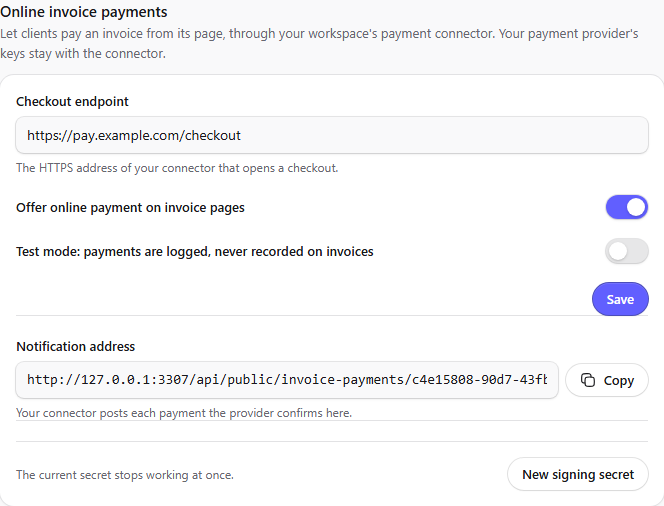 Online invoice payments
Let clients pay an invoice from its page, through your workspace's payment connector. Your payment provider's
keys stay with the connector.
Checkout endpoint
https://pay.example.com/checkout
The HTTPS address of your connector that opens a checkout.
Offer online payment on invoice pages
Test mode: payments are logged, never recorded on invoices
Save
Notification address
http://127.0.0.1:3307/api/public/invoice-payments/c4e15808-90d7-43fb
Copy
Your connector posts each payment the provider confirms here.
The current secret stops working at once.
New signing secret